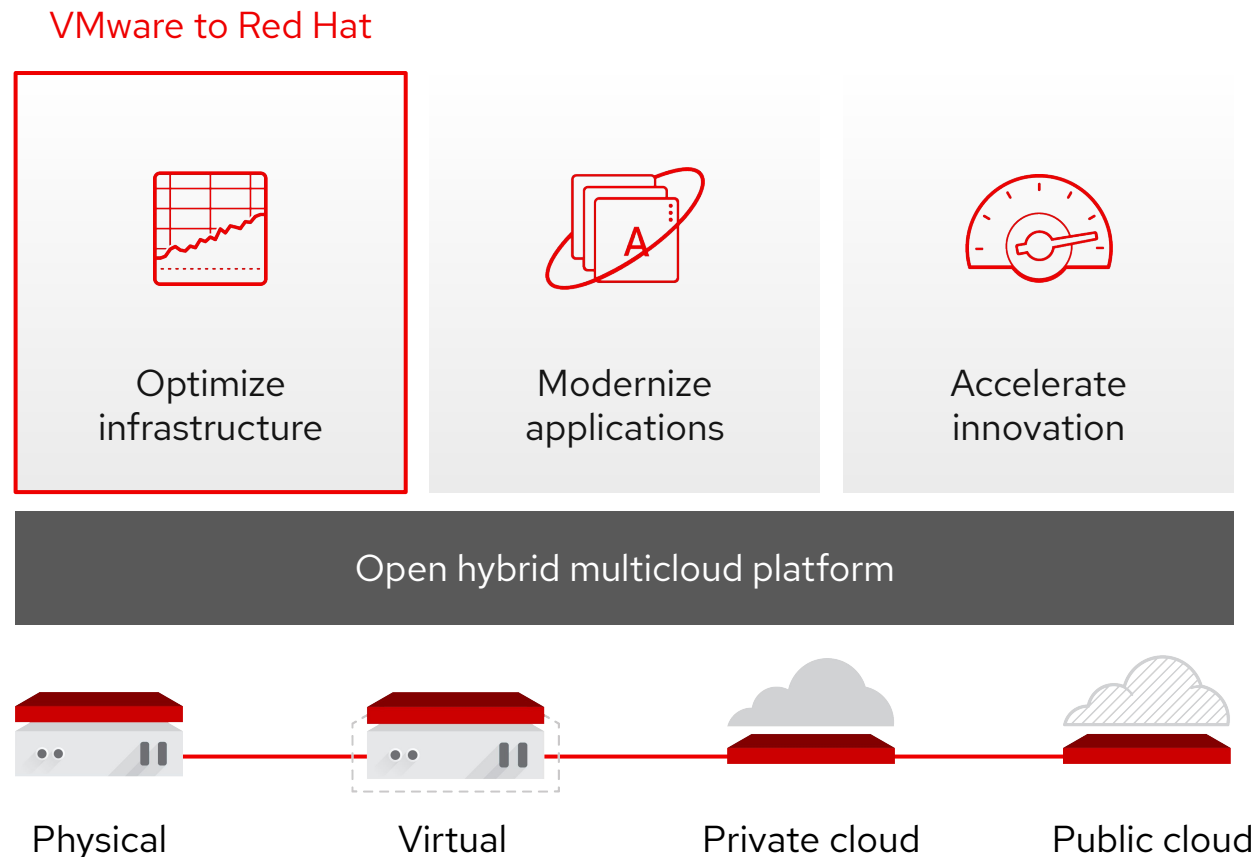 VMware to Red Hat
A
Optimize
infrastructure
Modernize
applications
Accelerate
innovation
Open hybrid multicloud platform
Physical
Virtual
Private cloud
Public cloud